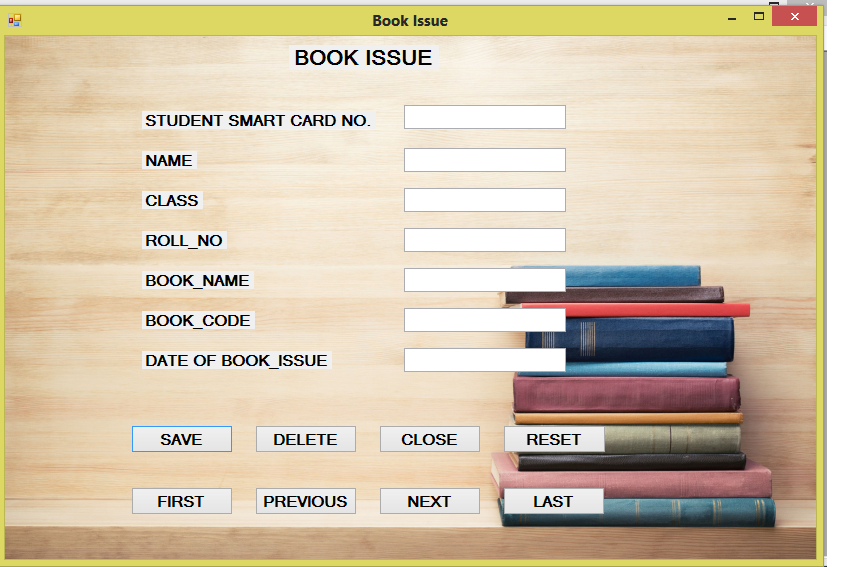 Book Issue
BOOK ISSUE
STUDENT SMART CARD NO.
NAME
CLASS
ROLL_NO
BOOK_NAME
BOOK_CODE
DATE OF BOOK_ISSUE
SAVE DELETE CLOSE RESET
FIRST PREVIOUS NEXT LAST